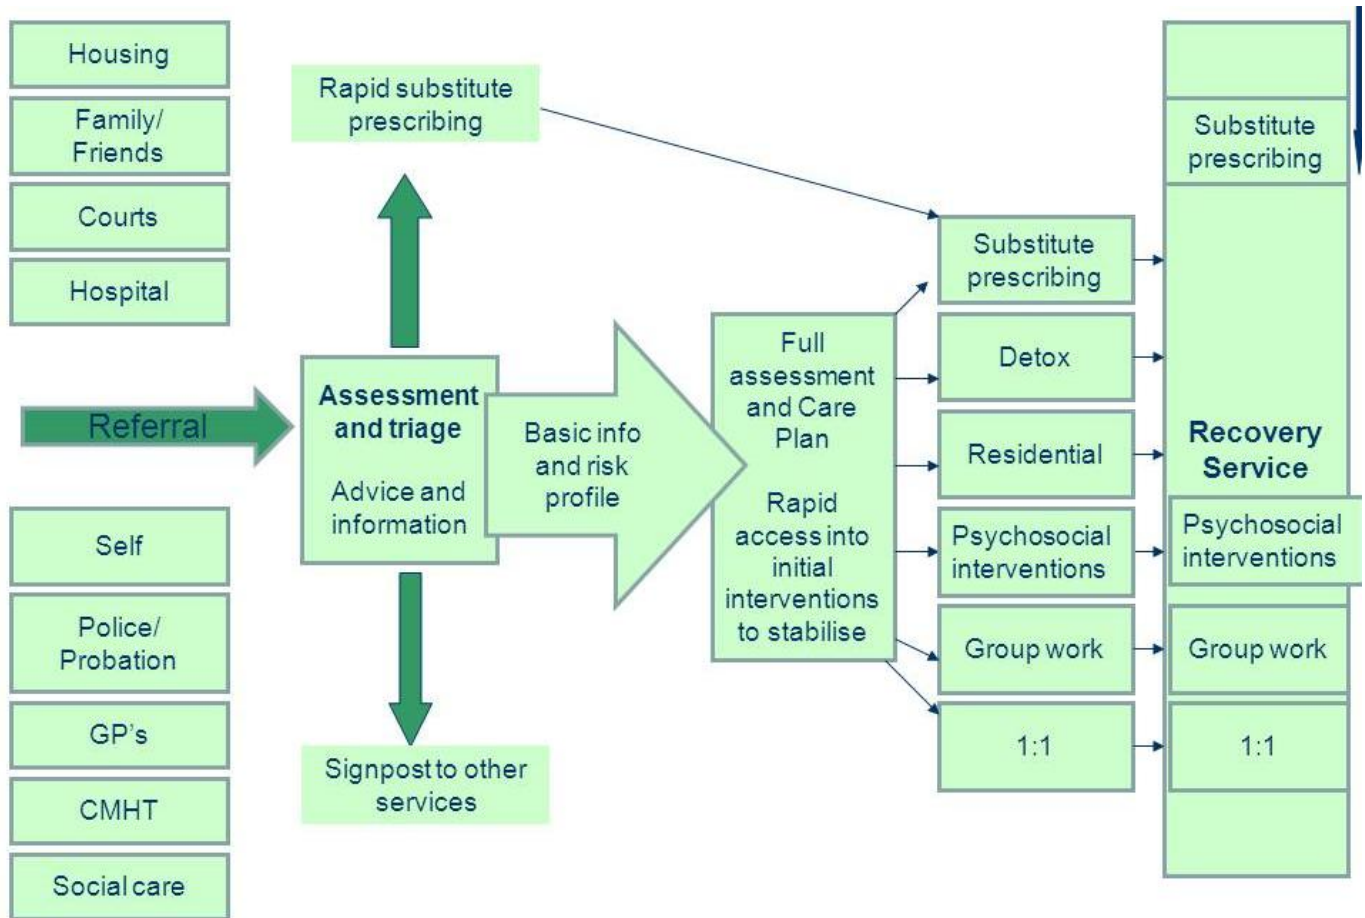 Housing
Family/
Friends
Courts
Hospital
Referral
Self
Police/
Probation
GP's
CMHT
Social care
Rapid substitute
prescribing
Assessment
and triage
Advice and
information
Signpost to other
services
Basic info
and risk
profile
Full
assessment
and Care
Plan
Rapid
access into
initial
interventions
to stabilise
Substitute
prescribing
Detox
Residential
Psychosocial
interventions
Group work
1:1
Substitute
prescribing
Recovery
Service
Psychosocial
interventions
Group work
1:1